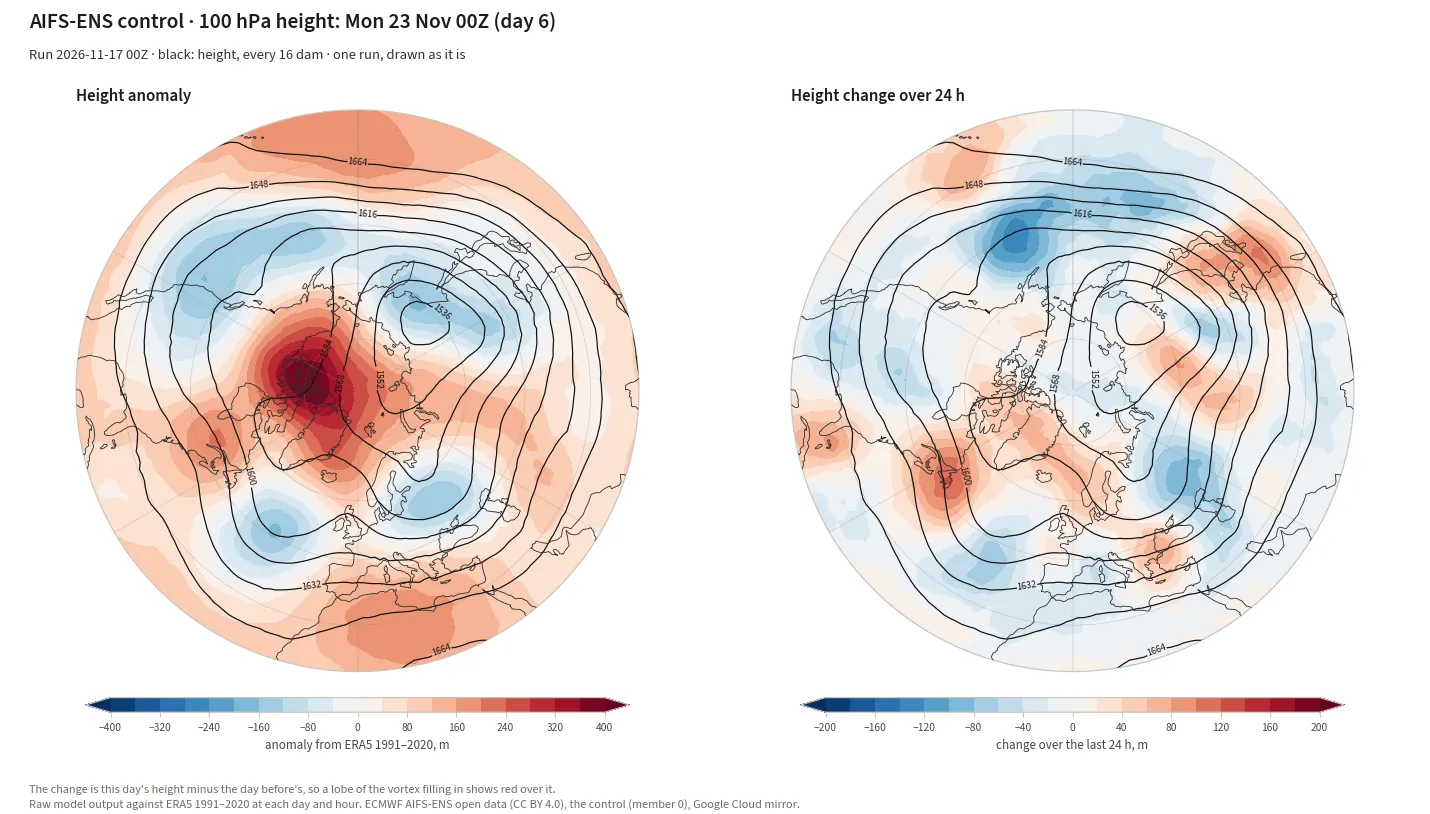 AIFS-ENS control · 100 hPa height: Mon 23 Nov 00Z (day 6)
Run 2026-11-17 00Z · black: height, every 16 dam · one run, drawn as it is
Height anomaly
Height change over 24 h
1664
1648
1616
1536
1584
1568
1552
1600
1632
1664
1664
1648
1616
1536
1584
1568
1552
1600
1632
1664
−400 −320 −240 −160 −80 0 80 160 240 320 400
anomaly from ERA5 1991–2020, m
−200 −160 −120 −80 −40 0 40 80 120 160 200
change over the last 24 h, m
The change is this day's height minus the day before's, so a lobe of the vortex filling in shows red over it.
Raw model output against ERA5 1991–2020 at each day and hour. ECMWF AIFS-ENS open data (CC BY 4.0), the control (member 0), Google Cloud mirror.